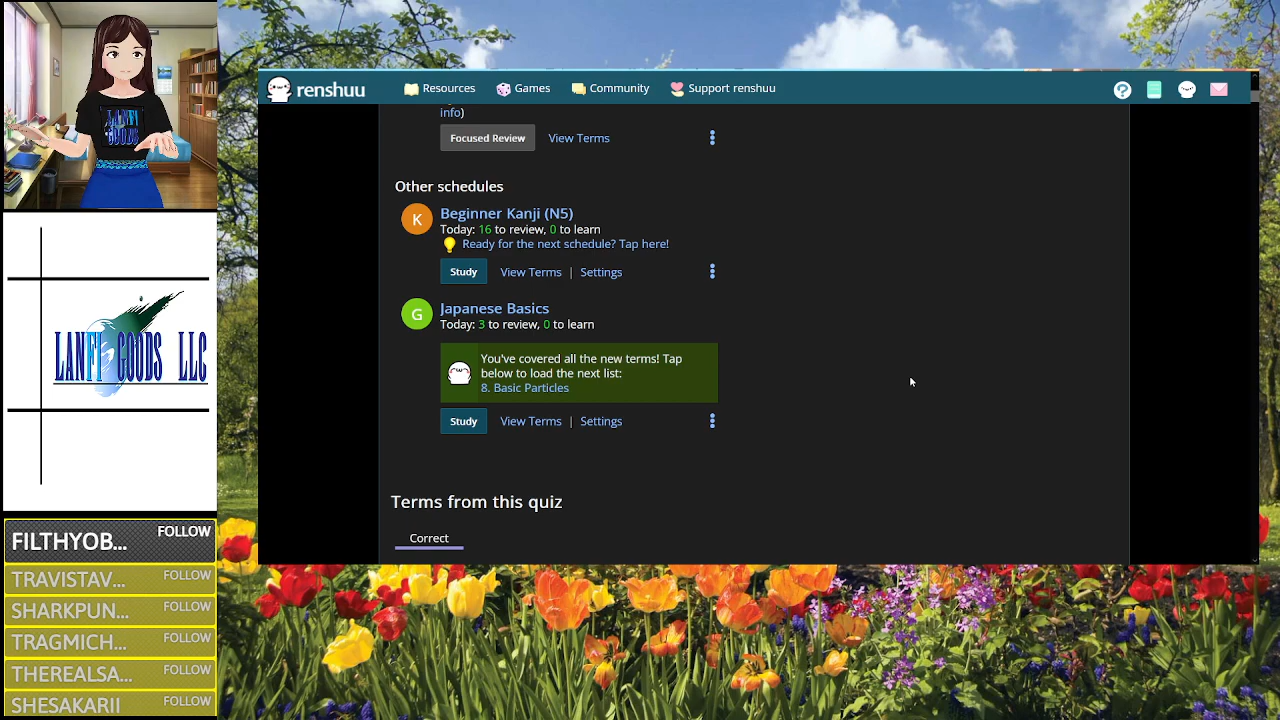 LANFI
GOODS
LANFI GOODS LLC
FILTHYOB... FOLLOW
TRAVISTAV... FOLLOW
SHARKPUN... FOLLOW
TRAGMICH... FOLLOW
THEREALSA... FOLLOW
SHESAKARII FOLLOW
renshuu Resources Games Community Support renshuu
info)
Focused Review View Terms
Other schedules
K Beginner Kanji (N5)
Today: 16 to review, 0 to learn
Ready for the next schedule? Tap here!
Study View Terms | Settings
G Japanese Basics
Today: 3 to review, 0 to learn
You've covered all the new terms! Tap
below to load the next list:
8. Basic Particles
Study View Terms | Settings
Terms from this quiz
Correct